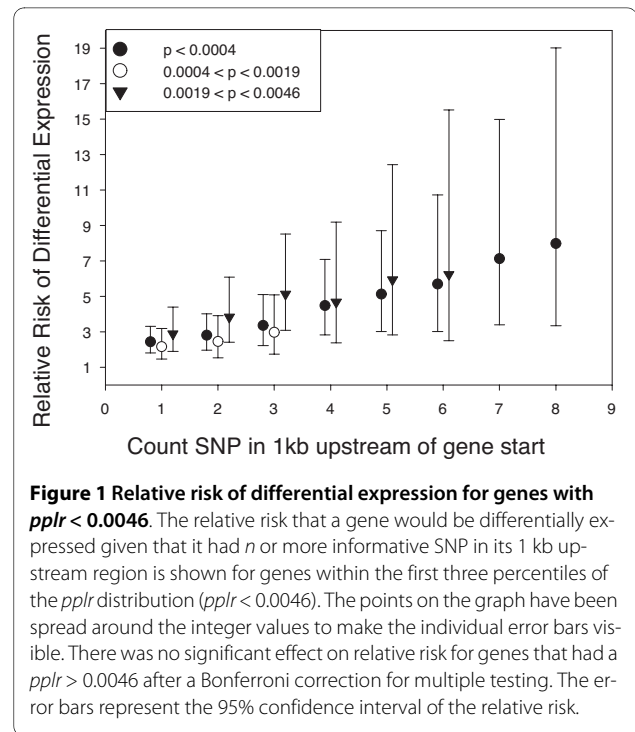 19
17
15
13
11
9
7
5
3
1
Relative Risk of Differential Expression
p < 0.0004
0.0004 < p < 0.0019
0.0019 < p < 0.0046
0 1 2 3 4 5 6 7 8 9
Count SNP in 1kb upstream of gene start
Figure 1 Relative risk of differential expression for genes with
pplr < 0.0046. The relative risk that a gene would be differentially ex-
pressed given that it had n or more informative SNP in its 1 kb up-
stream region is shown for genes within the first three percentiles of
the pplr distribution (pplr < 0.0046). The points on the graph have been
spread around the integer values to make the individual error bars vis-
ible. There was no significant effect on relative risk for genes that had a
pplr > 0.0046 after a Bonferroni correction for multiple testing. The er-
ror bars represent the 95% confidence interval of the relative risk.